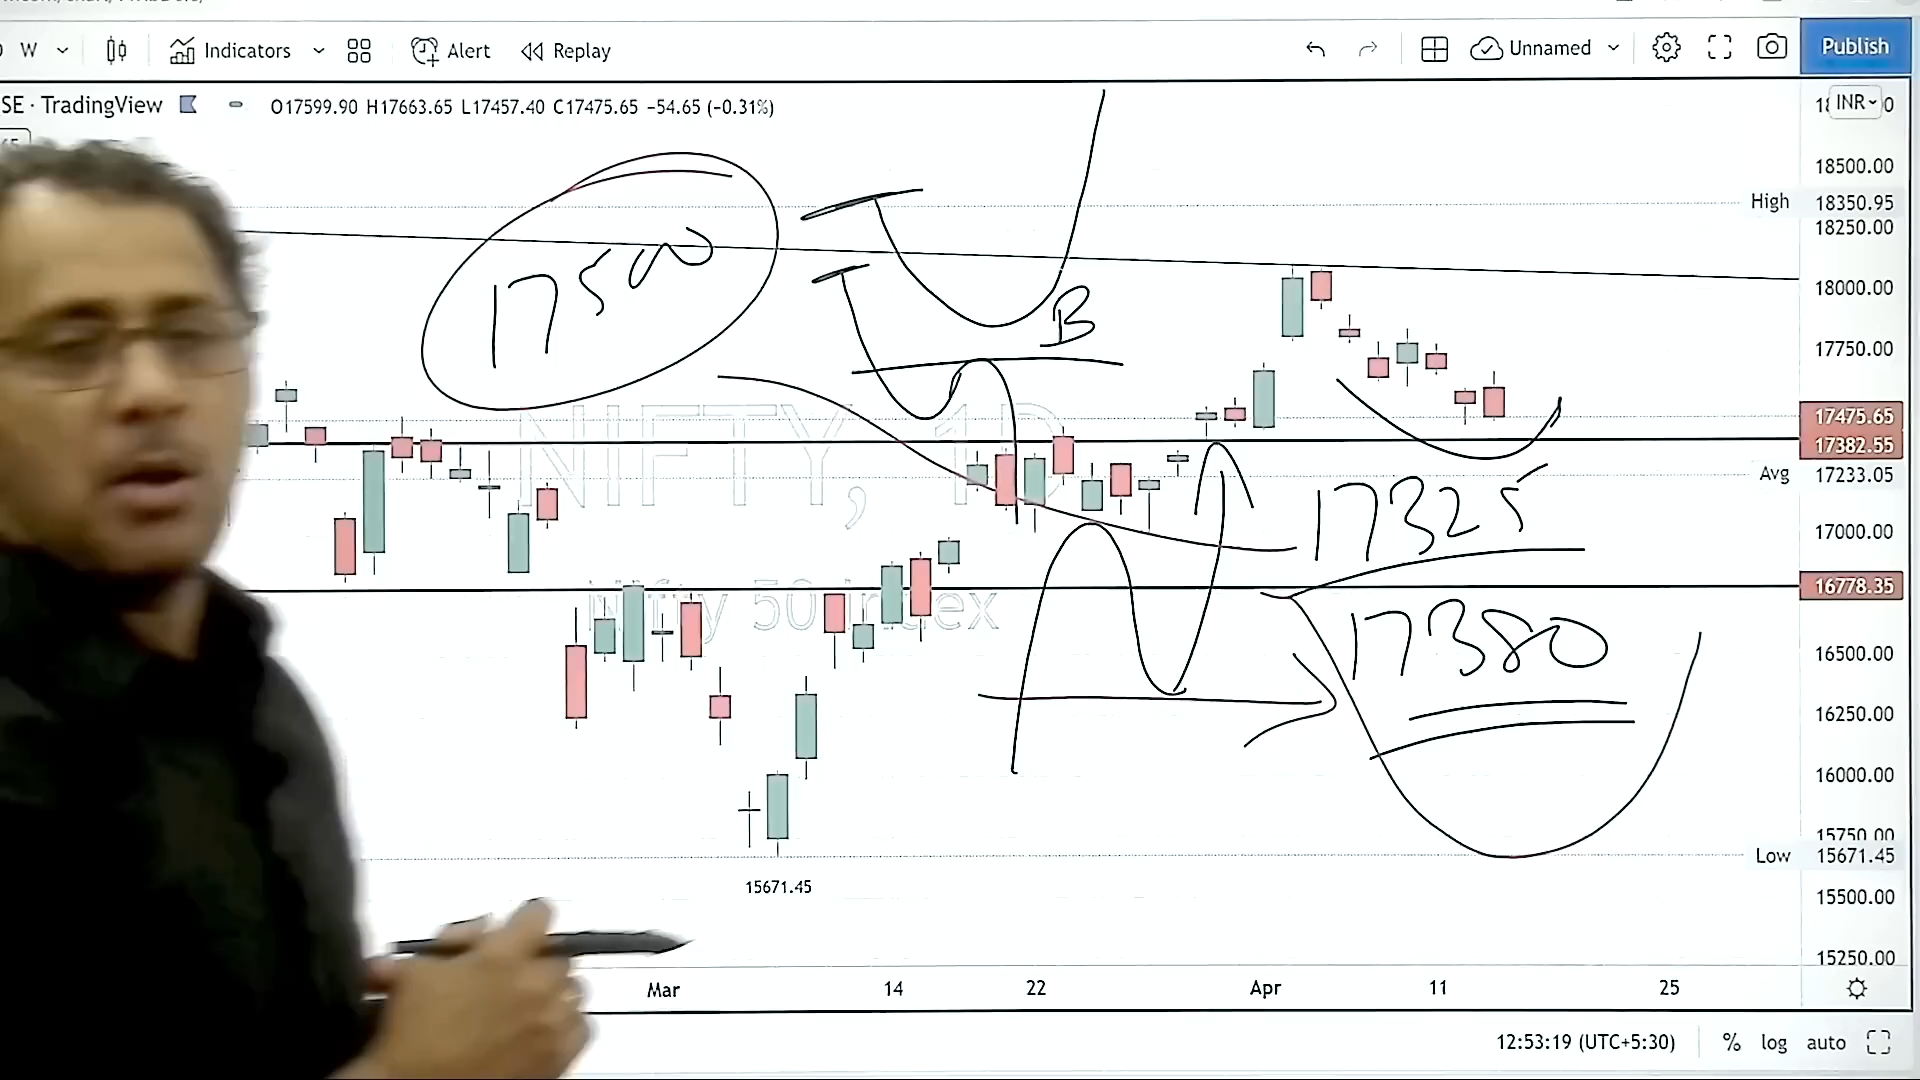 W Indicators Alert Replay Unnamed Publish
SE · TradingView O17599.90 H17663.65 L17457.40 C17475.65 −54.65 (−0.31%)
INR
18500.00
High 18350.95
18250.00
18000.00
17750.00
17475.65
17382.55
Avg 17233.05
17000.00
16778.35
16500.00
16250.00
16000.00
15750.00
Low 15671.45
15500.00
15250.00
17500
B
NIFTY, 1D
Nifty 50 Index
17325
17380
15671.45
Mar 14 22 Apr 11 25
12:53:19 (UTC+5:30) % log auto